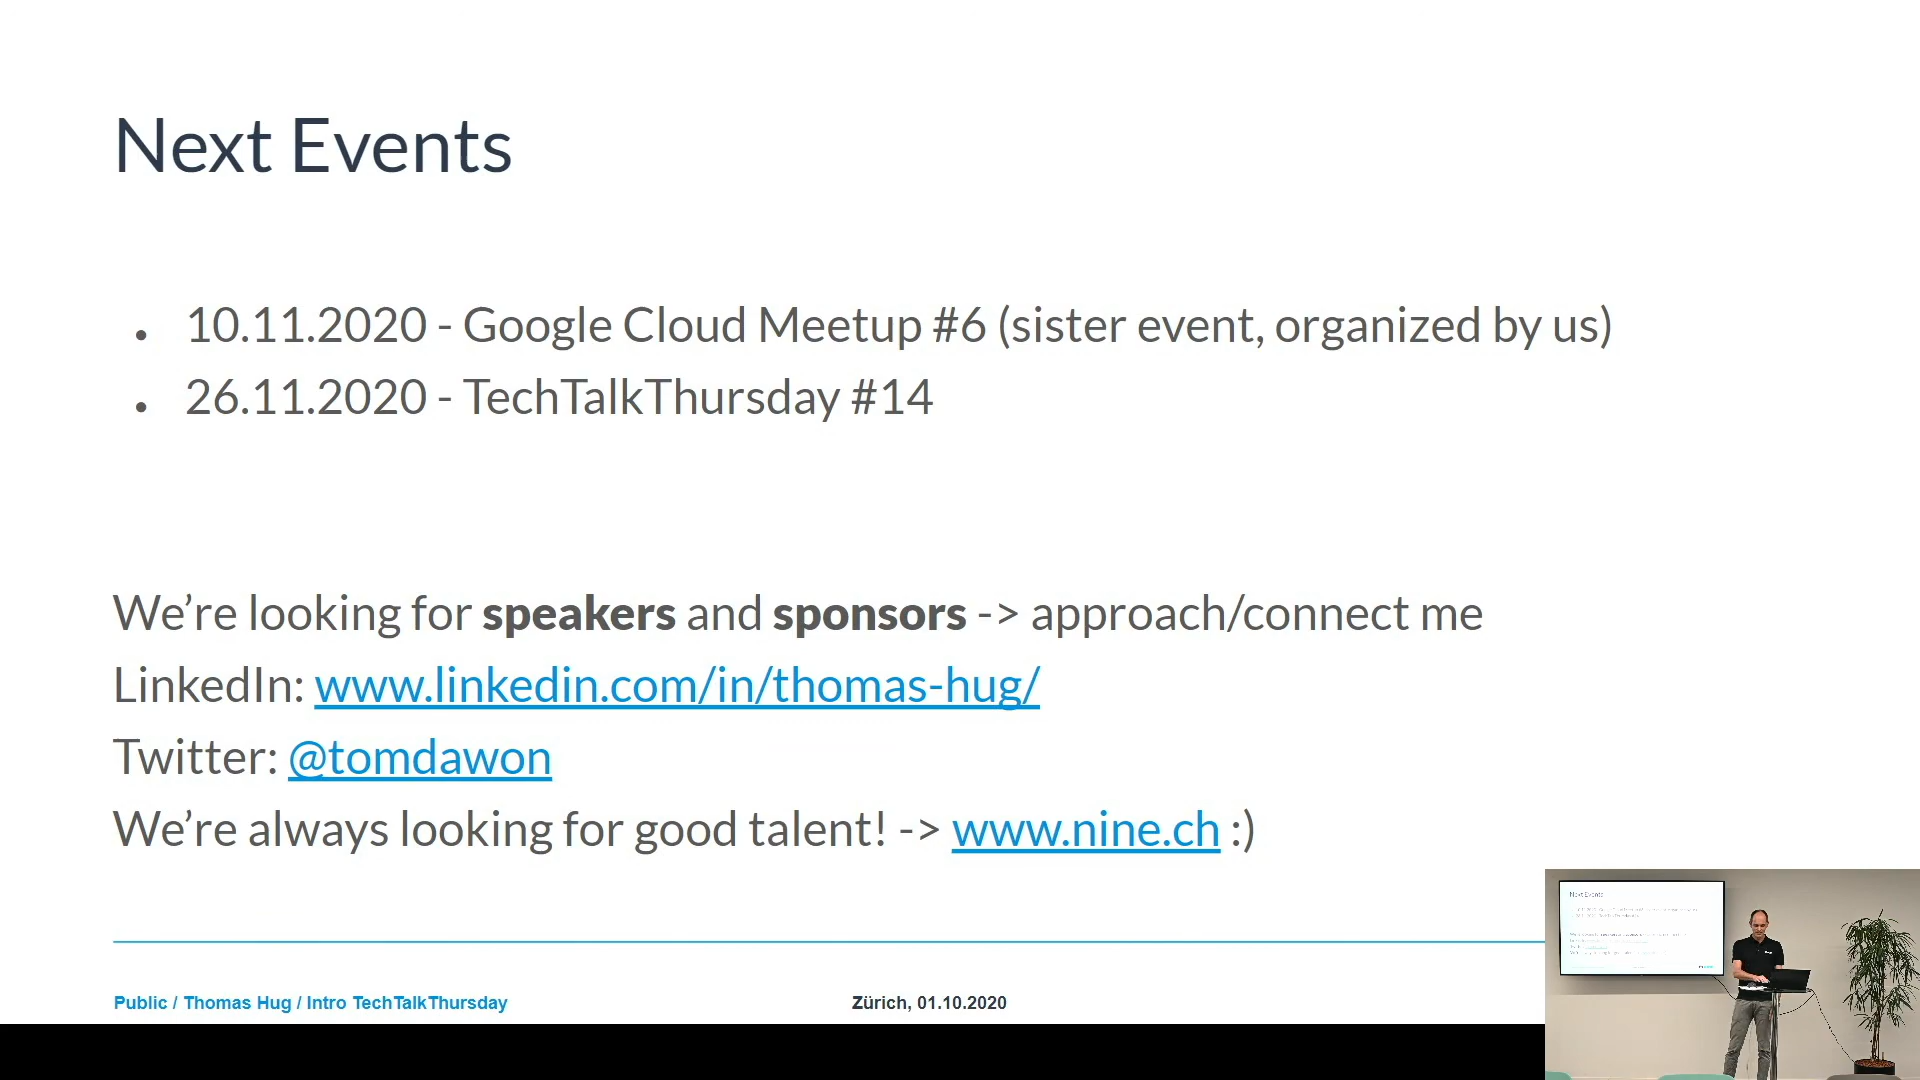 Next Events
• 10.11.2020 - Google Cloud Meetup #6 (sister event, organized by us)
• 26.11.2020 - TechTalkThursday #14
We’re looking for speakers and sponsors -> approach/connect me
LinkedIn: www.linkedin.com/in/thomas-hug/
Twitter: @tomdawon
We’re always looking for good talent! -> www.nine.ch :)
Public / Thomas Hug / Intro TechTalkThursday
Zürich, 01.10.2020
Next Events